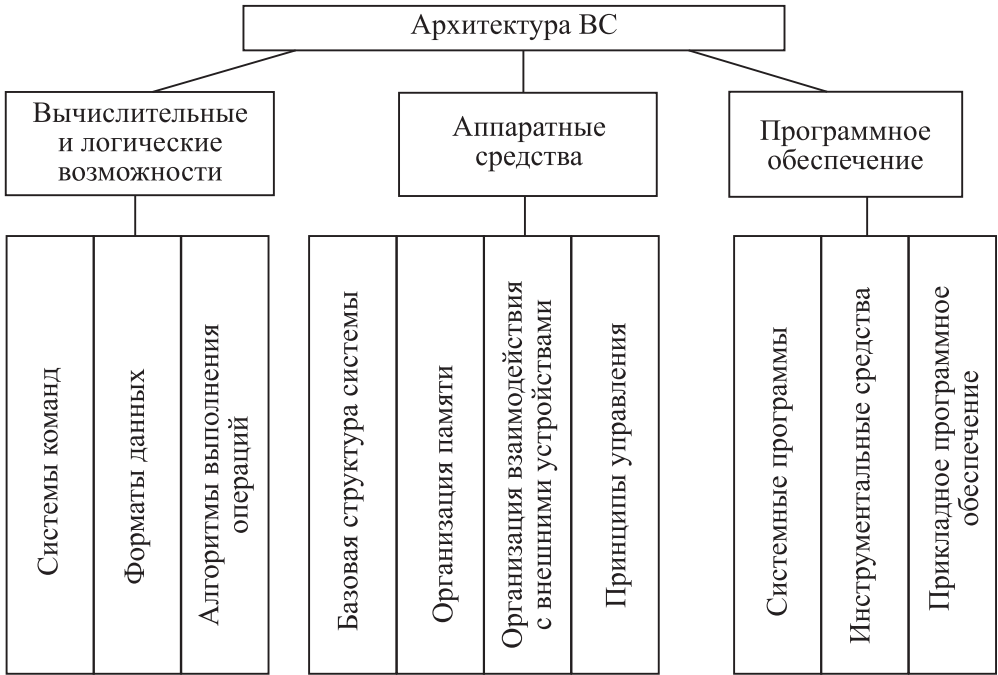 Архитектура ВС
Вычислительные
и логические
возможности
Аппаратные
средства
Программное
обеспечение
Системы команд
Форматы данных
Алгоритмы выполнения
операций
Базовая структура системы
Организация памяти
Организация взаимодействия
с внешними устройствами
Принципы управления
Системные программы
Инструментальные средства
Прикладное программное
обеспечение